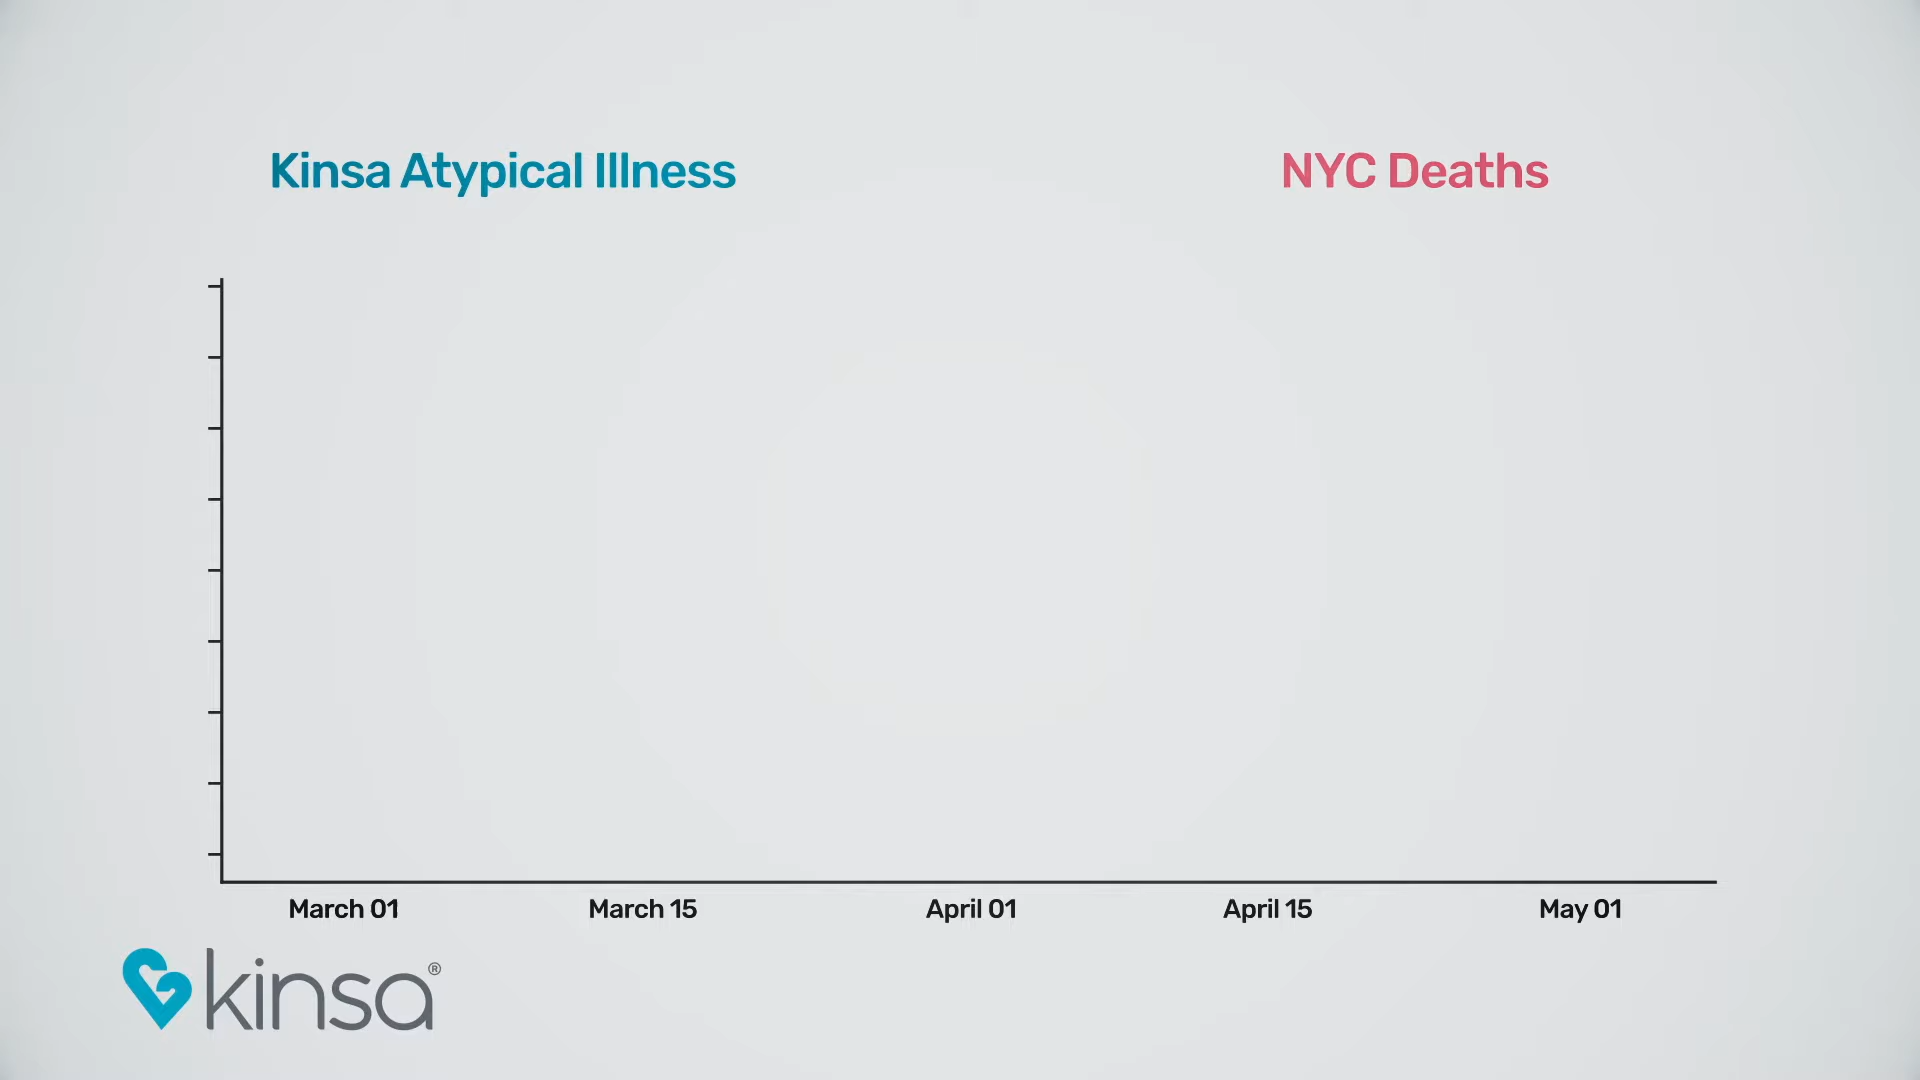 Kinsa Atypical Illness
NYC Deaths
March 01
March 15
April 01
April 15
May 01
kinsa®